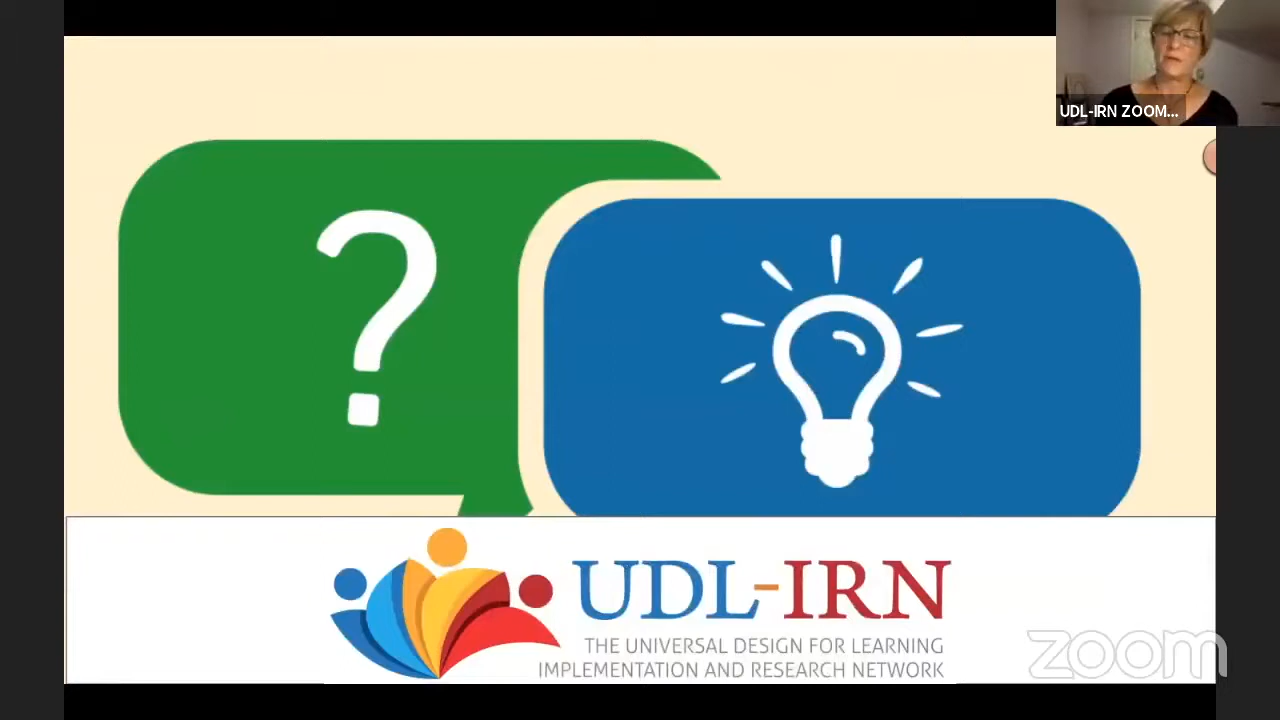 UDL-IRN ZOOM...
?
UDL-IRN
THE UNIVERSAL DESIGN FOR LEARNING
IMPLEMENTATION AND RESEARCH NETWORK
zoom